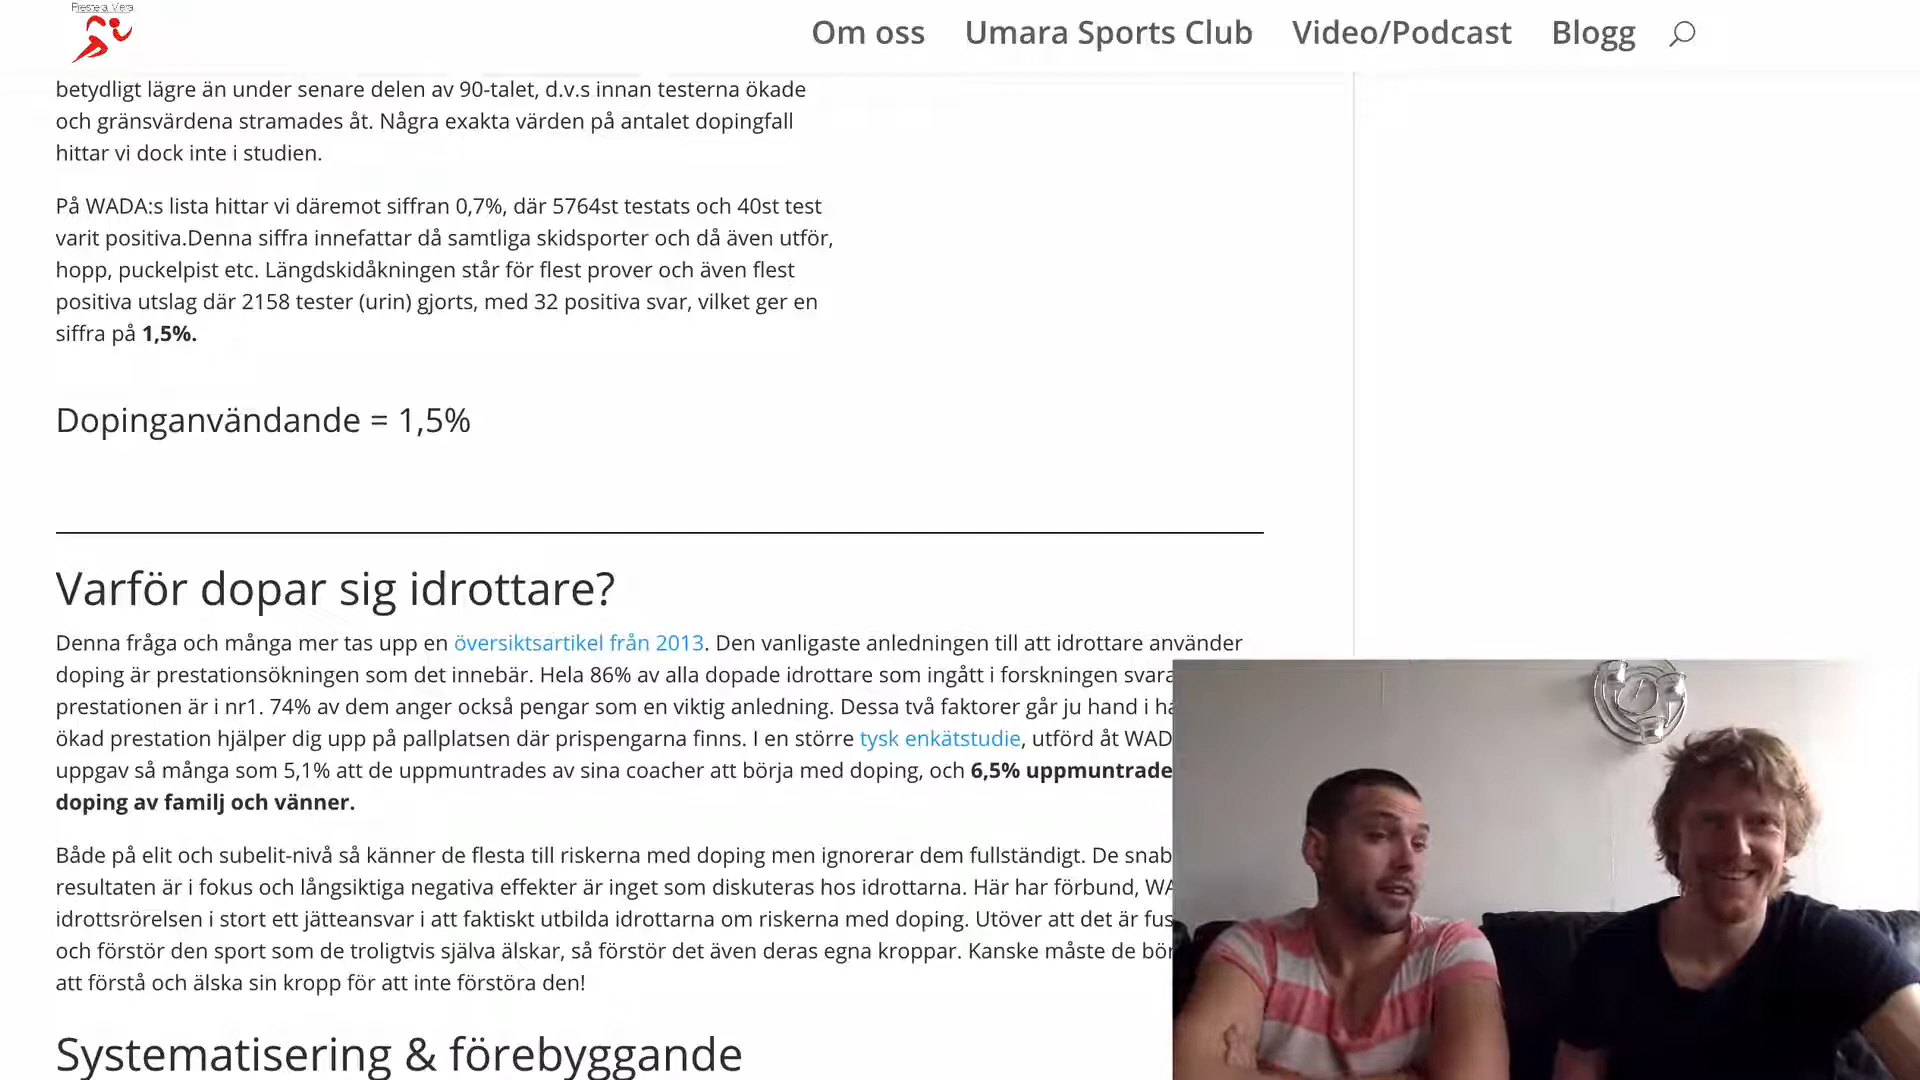 Prestera Mera
Om oss Umara Sports Club Video/Podcast Blogg
betydligt lägre än under senare delen av 90-talet, d.v.s innan testerna ökade
och gränsvärdena stramades åt. Några exakta värden på antalet dopingfall
hittar vi dock inte i studien.
På WADA:s lista hittar vi däremot siffran 0,7%, där 5764st testats och 40st test
varit positiva.Denna siffra innefattar då samtliga skidsporter och då även utför,
hopp, puckelpist etc. Längdskidåkningen står för flest prover och även flest
positiva utslag där 2158 tester (urin) gjorts, med 32 positiva svar, vilket ger en
siffra på 1,5%.
Dopinganvändande = 1,5%
Varför dopar sig idrottare?
Denna fråga och många mer tas upp en översiktsartikel från 2013. Den vanligaste anledningen till att idrottare använder
doping är prestationsökningen som det innebär. Hela 86% av alla dopade idrottare som ingått i forskningen svara
prestationen är i nr1. 74% av dem anger också pengar som en viktig anledning. Dessa två faktorer går ju hand i ha
ökad prestation hjälper dig upp på pallplatsen där prispengarna finns. I en större tysk enkätstudie, utförd åt WAD
uppgav så många som 5,1% att de uppmuntrades av sina coacher att börja med doping, och 6,5% uppmuntrade
doping av familj och vänner.
Både på elit och subelit-nivå så känner de flesta till riskerna med doping men ignorerar dem fullständigt. De snab
resultaten är i fokus och långsiktiga negativa effekter är inget som diskuteras hos idrottarna. Här har förbund, WA
idrottsrörelsen i stort ett jätteansvar i att faktiskt utbilda idrottarna om riskerna med doping. Utöver att det är fus
och förstör den sport som de troligtvis själva älskar, så förstör det även deras egna kroppar. Kanske måste de bör
att förstå och älska sin kropp för att inte förstöra den!
Systematisering & förebyggande